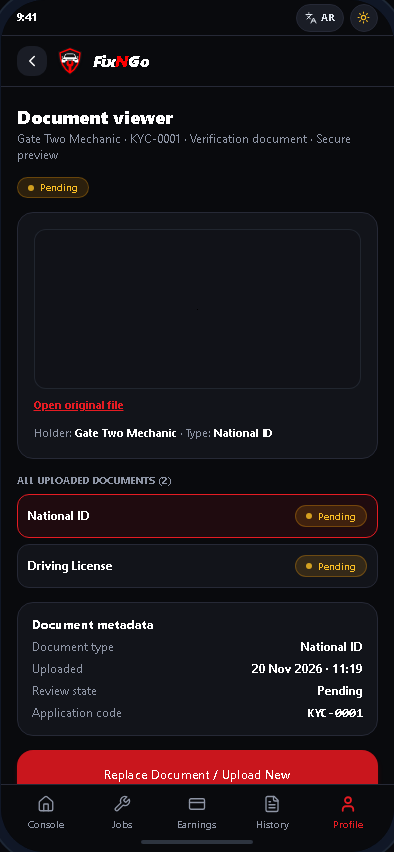 9:41
AR
FixNGo
Document viewer
Gate Two Mechanic · KYC-0001 · Verification document · Secure
preview
Pending
Open original file
Holder: Gate Two Mechanic · Type: National ID
ALL UPLOADED DOCUMENTS (2)
National ID
Pending
Driving License
Pending
Document metadata
Document type National ID
Uploaded 20 Nov 2026 · 11:19
Review state Pending
Application code KYC-0001
Replace Document / Upload New
Console Jobs Earnings History Profile